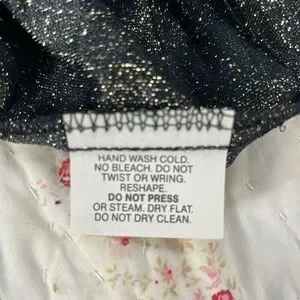 HAND WASH COLD.
NO BLEACH. DO NOT
TWIST OR WRING.
RESHAPE.
DO NOT PRESS
OR STEAM. DRY FLAT.
DO NOT DRY CLEAN.